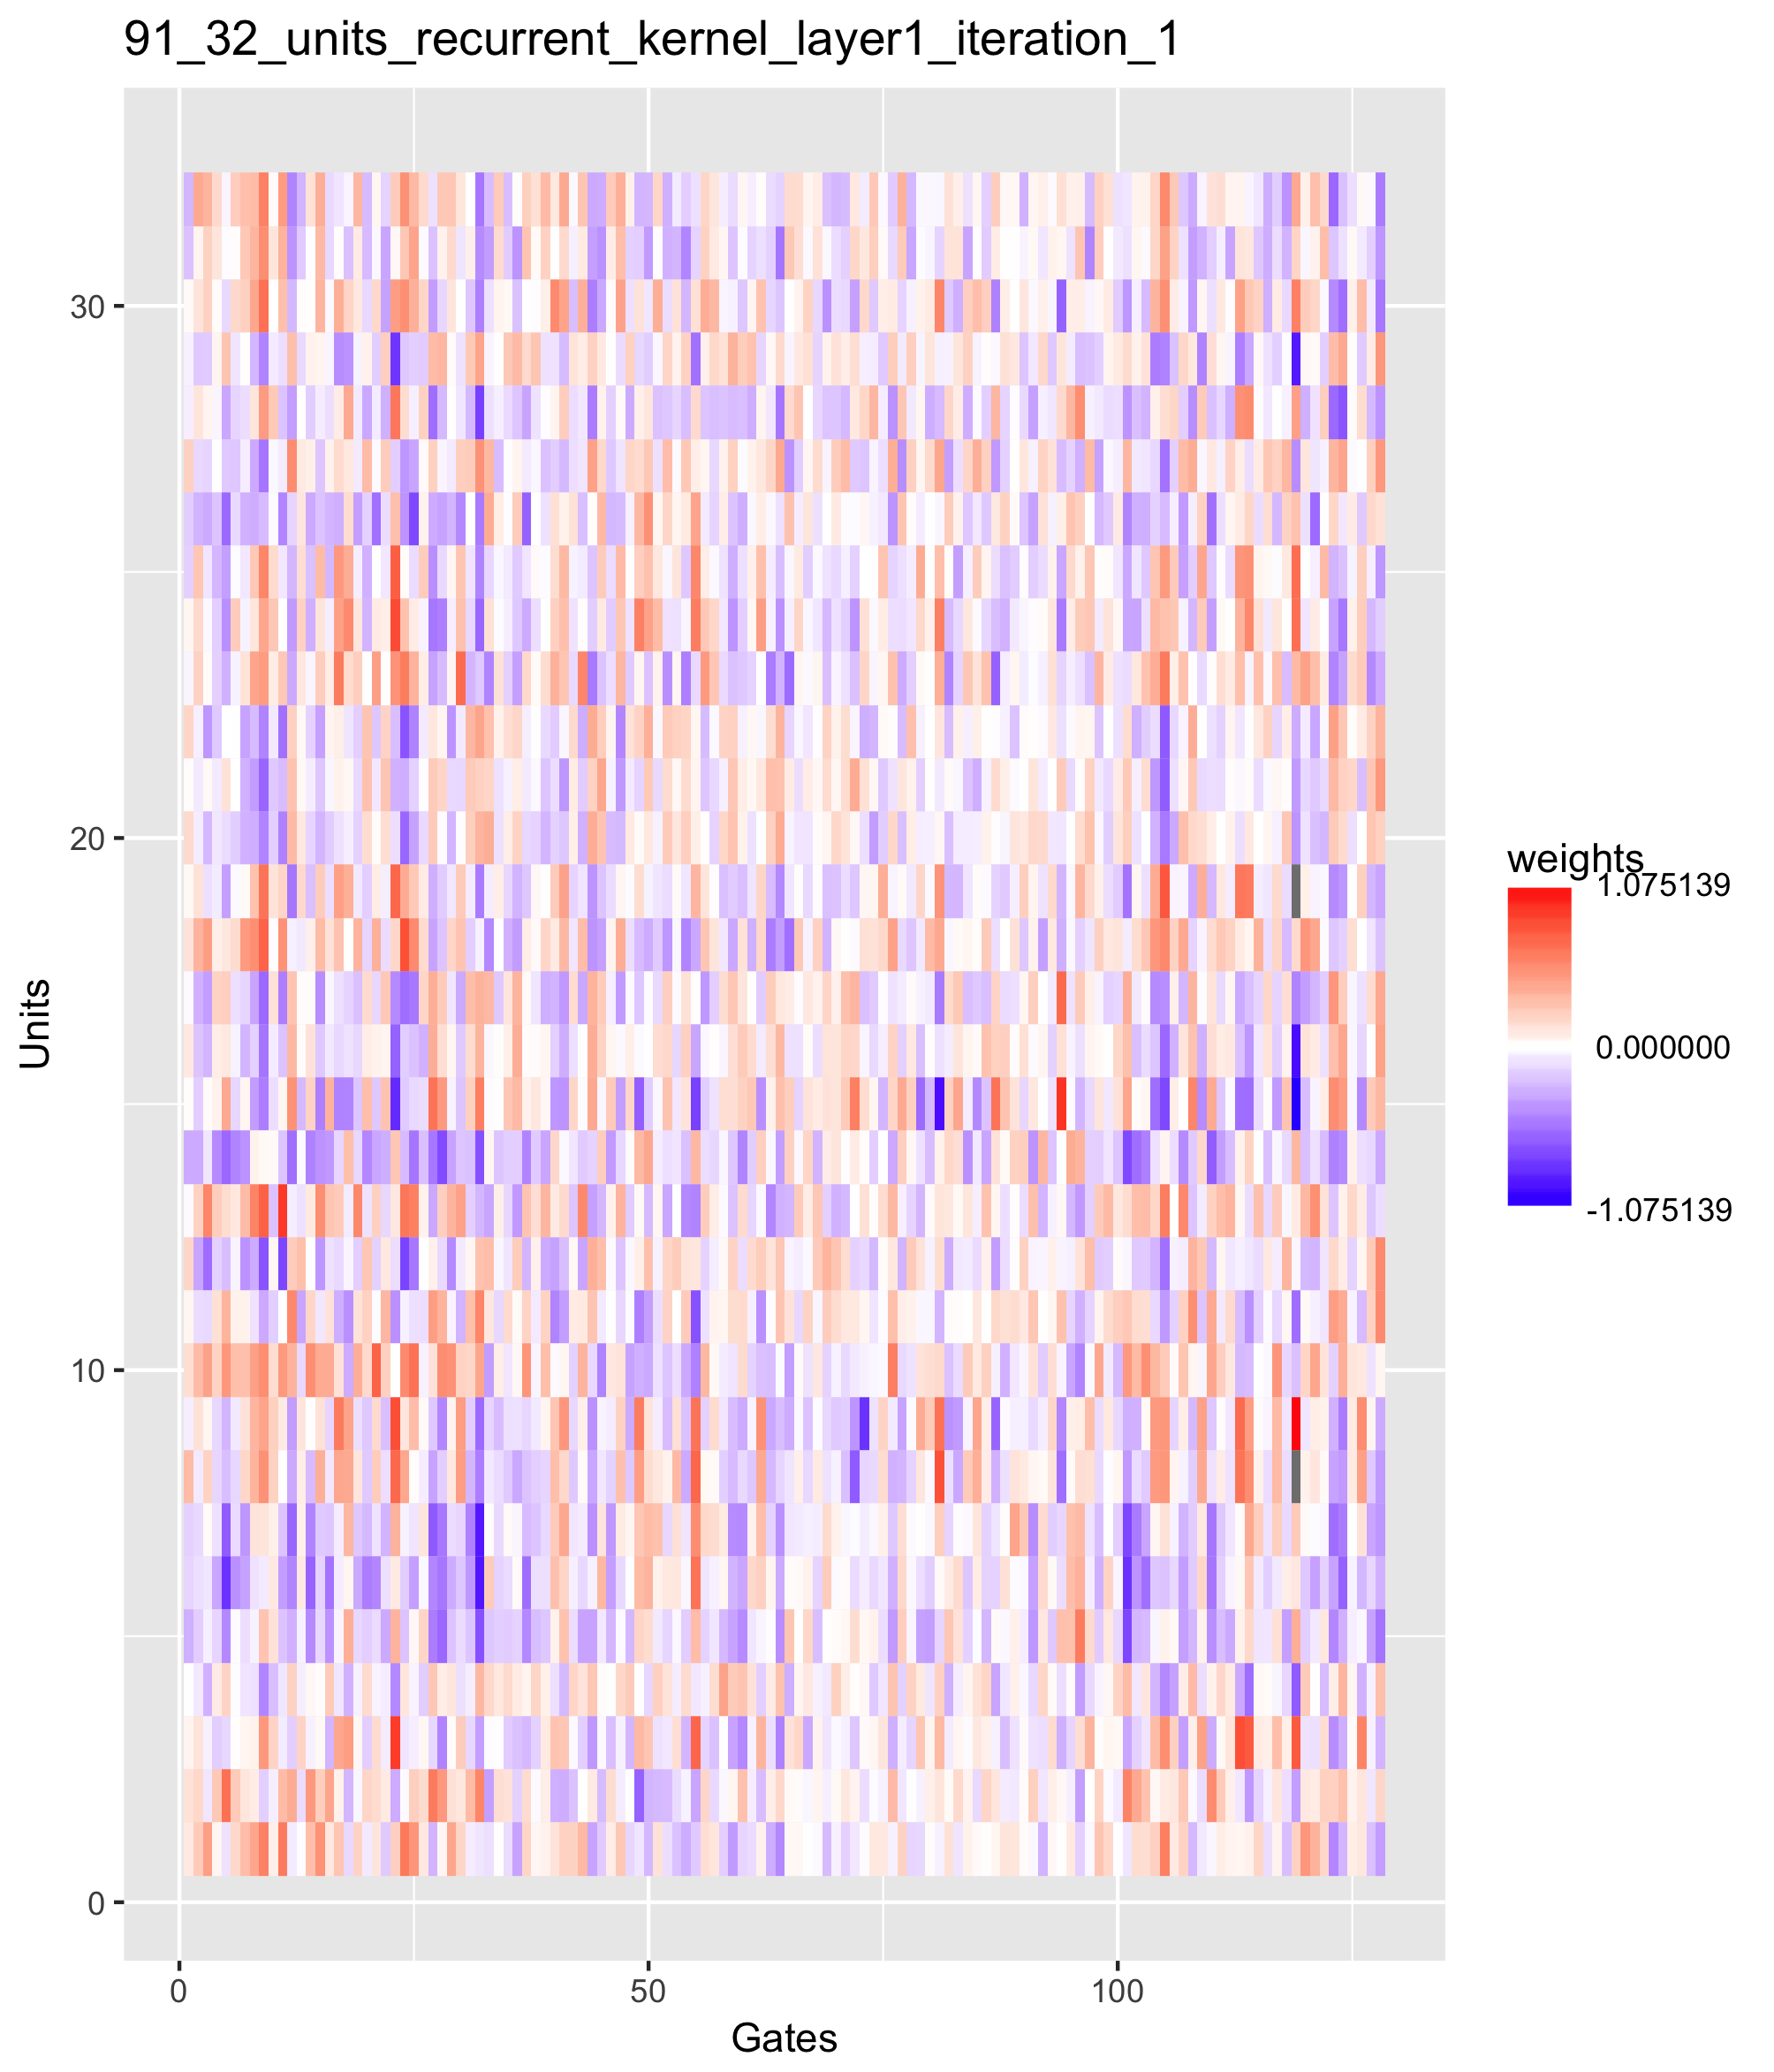 91_32_units_recurrent_kernel_layer1_iteration_1
30
20
10
0
Units
0 50 100
Gates
weights
1.075139
0.000000
-1.075139